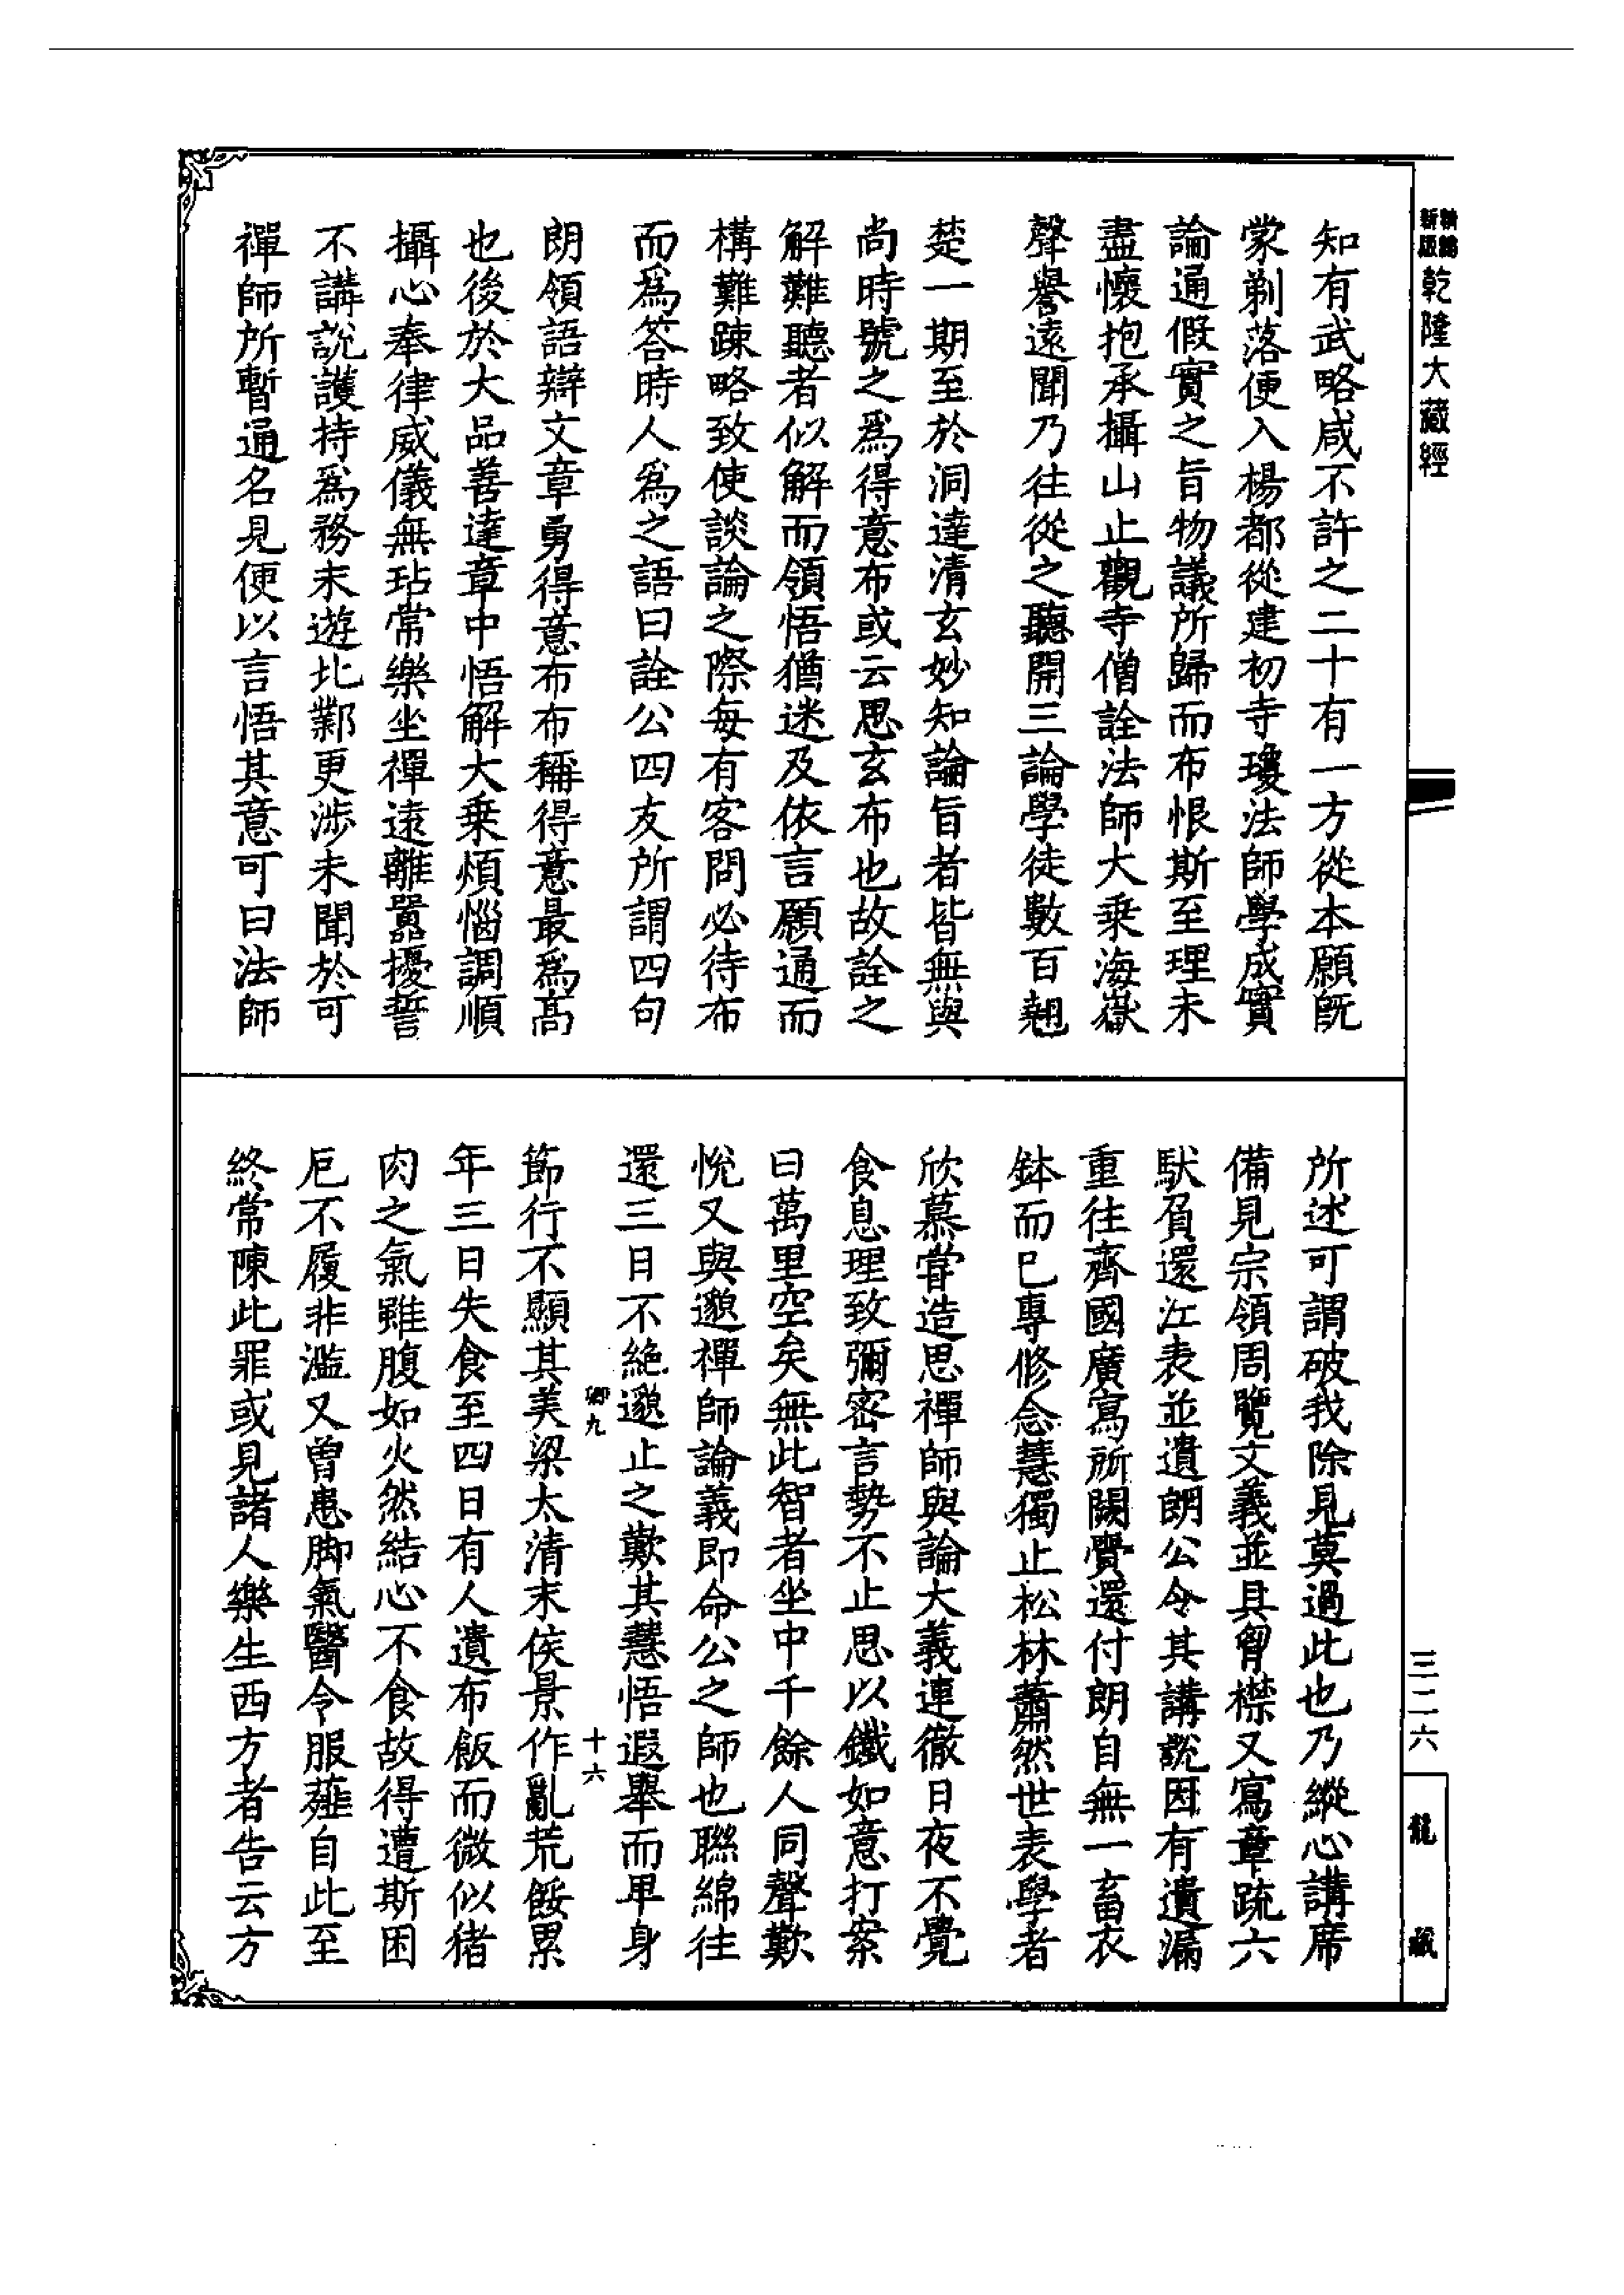 新編
新版
乾隆大藏經
知有武略咸不許之二十有一方從本願旣
蒙剃落便入楊都從建初寺瓊法師學成實
論通假實之旨物議所歸而布恨斯至理未
盡懷抱承攝山止觀寺僧詮法師大乗海嶽
聲譽遠聞乃往從之聽開三論學徒數百翹
楚一期至於洞達清玄妙知論旨者皆無與
尚時號之爲得意布或云思玄布也故詮之
解難聽者似解而領悟猶迷及依言願通而
構難踈略致使談論之際每有客問必待布
而爲答時人爲之語曰詮公四友所謂四句
朗領語辯文章勇得意布布稱得意最爲髙
也後於大品善達章中悟解大乗煩惱調順
攝心奉律威儀無玷常樂坐禪遠離囂擾誓
不講説護持爲務末遊北鄴更涉未聞於可
禪師所暫通名見便以言悟其意可曰法師
所述可謂破我除見莫過此也乃縱心講席
備見宗領周覽文義並具胷襟又寫章疏六
馱負還江表並遺朗公令其講説因有遺漏
重往齊國廣寫所闕賷還付朗自無一畜衣
鉢而已專修念慧獨止松林蕭然世表學者
欣慕甞造思禪師與論大義連徹日夜不覺
食息理致彌密言勢不止思以鐵如意打案
曰萬里空矣無此智者坐中千餘人同聲歎
悅又與邈禪師論義即命公之師也聯綿往
還三日不絶邈止之歎其慧悟遐舉而卑身
卿九
十六
節行不顯其美梁太清末侯景作亂荒餒累
年三日失食至四日有人遺布飯而微似猪
肉之氣雖腹如火然結心不食故得遭斯困
厄不履非濫又曾患脚氣醫令服薤自此至
終常陳此罪或見諸人樂生西方者告云方
三二六
龍藏